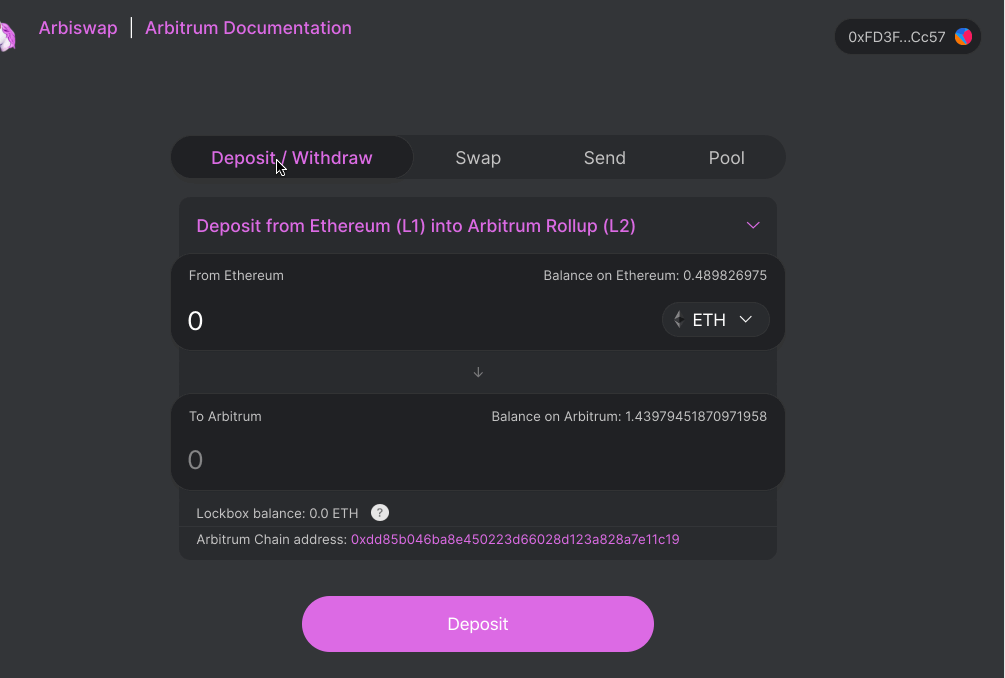 Arbiswap | Arbitrum Documentation
0xFD3F...Cc57
Deposit / Withdraw Swap Send Pool
Deposit from Ethereum (L1) into Arbitrum Rollup (L2)
From Ethereum Balance on Ethereum: 0.489826975
0 ETH
↓
To Arbitrum Balance on Arbitrum: 1.43979451870971958
0
Lockbox balance: 0.0 ETH ?
Arbitrum Chain address: 0xdd85b046ba8e450223d66028d123a828a7e11c19
Deposit